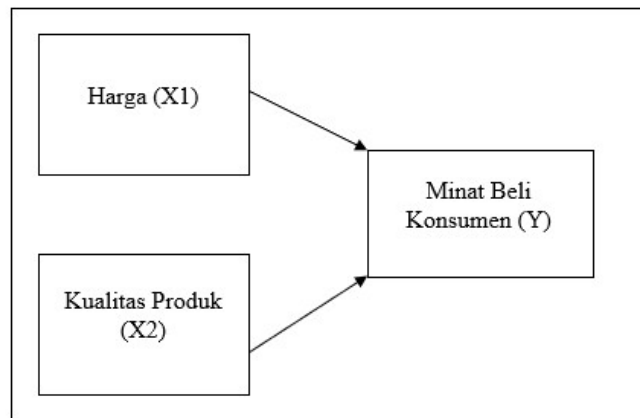 Harga (X1)
Minat Beli
Konsumen (Y)
Kualitas Produk
(X2)